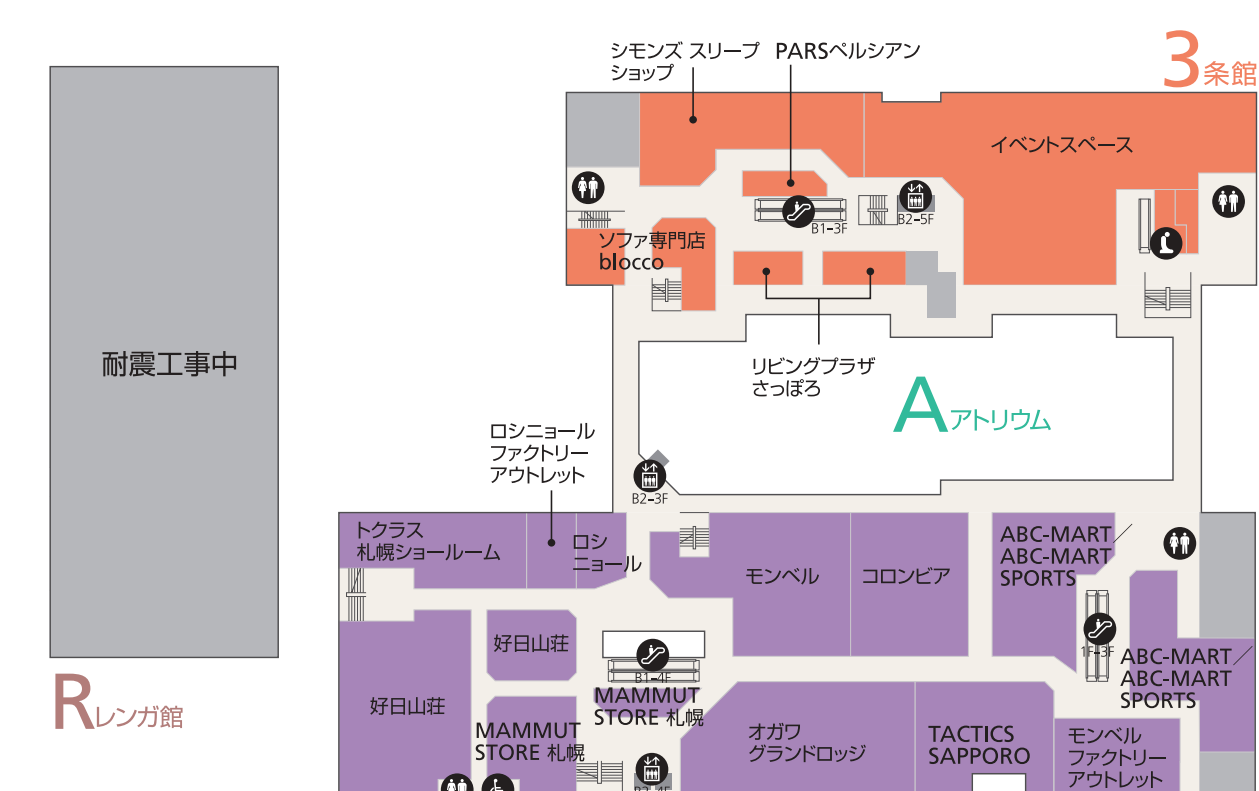 シモンズ スリープ
ショップ
PARSペルシアン
3条館
イベントスペース
B1-3F
B2-5F
ソファ専門店
blocco
耐震工事中
リビングプラザ
さっぽろ
Aアトリウム
ロシニョール
ファクトリー
アウトレット
B2-3F
トクラス
札幌ショールーム
ロシ
ニョール
モンベル
コロンビア
ABC-MART/
ABC-MART
SPORTS
好日山荘
1F-3F
ABC-MART/
ABC-MART
SPORTS
B1-4F
MAMMUT
STORE 札幌
Rレンガ館
好日山荘
MAMMUT
STORE 札幌
オガワ
グランドロッジ
TACTICS
SAPPORO
モンベル
ファクトリー
アウトレット